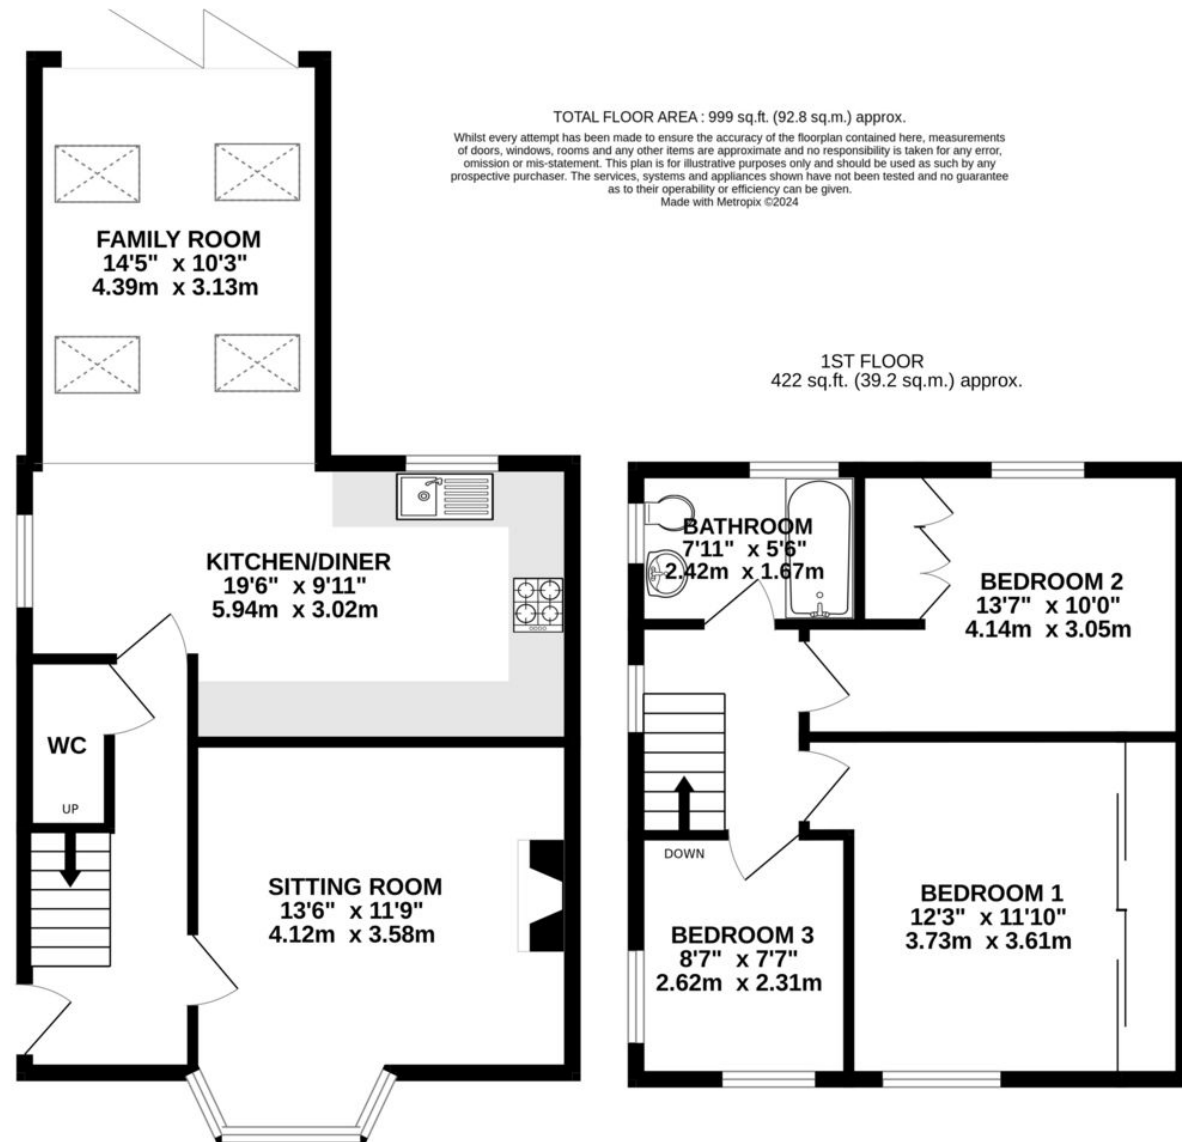 TOTAL FLOOR AREA : 999 sq.ft. (92.8 sq.m.) approx.
Whilst every attempt has been made to ensure the accuracy of the floorplan contained here, measurements
of doors, windows, rooms and any other items are approximate and no responsibility is taken for any error,
omission or mis-statement. This plan is for illustrative purposes only and should be used as such by any
prospective purchaser. The services, systems and appliances shown have not been tested and no guarantee
as to their operability or efficiency can be given.
Made with Metropix ©2024
FAMILY ROOM
14'5" x 10'3"
4.39m x 3.13m
KITCHEN/DINER
19'6" x 9'11"
5.94m x 3.02m
WC
UP
SITTING ROOM
13'6" x 11'9"
4.12m x 3.58m
1ST FLOOR
422 sq.ft. (39.2 sq.m.) approx.
BATHROOM
7'11" x 5'6"
2.42m x 1.67m
BEDROOM 2
13'7" x 10'0"
4.14m x 3.05m
DOWN
BEDROOM 3
8'7" x 7'7"
2.62m x 2.31m
BEDROOM 1
12'3" x 11'10"
3.73m x 3.61m